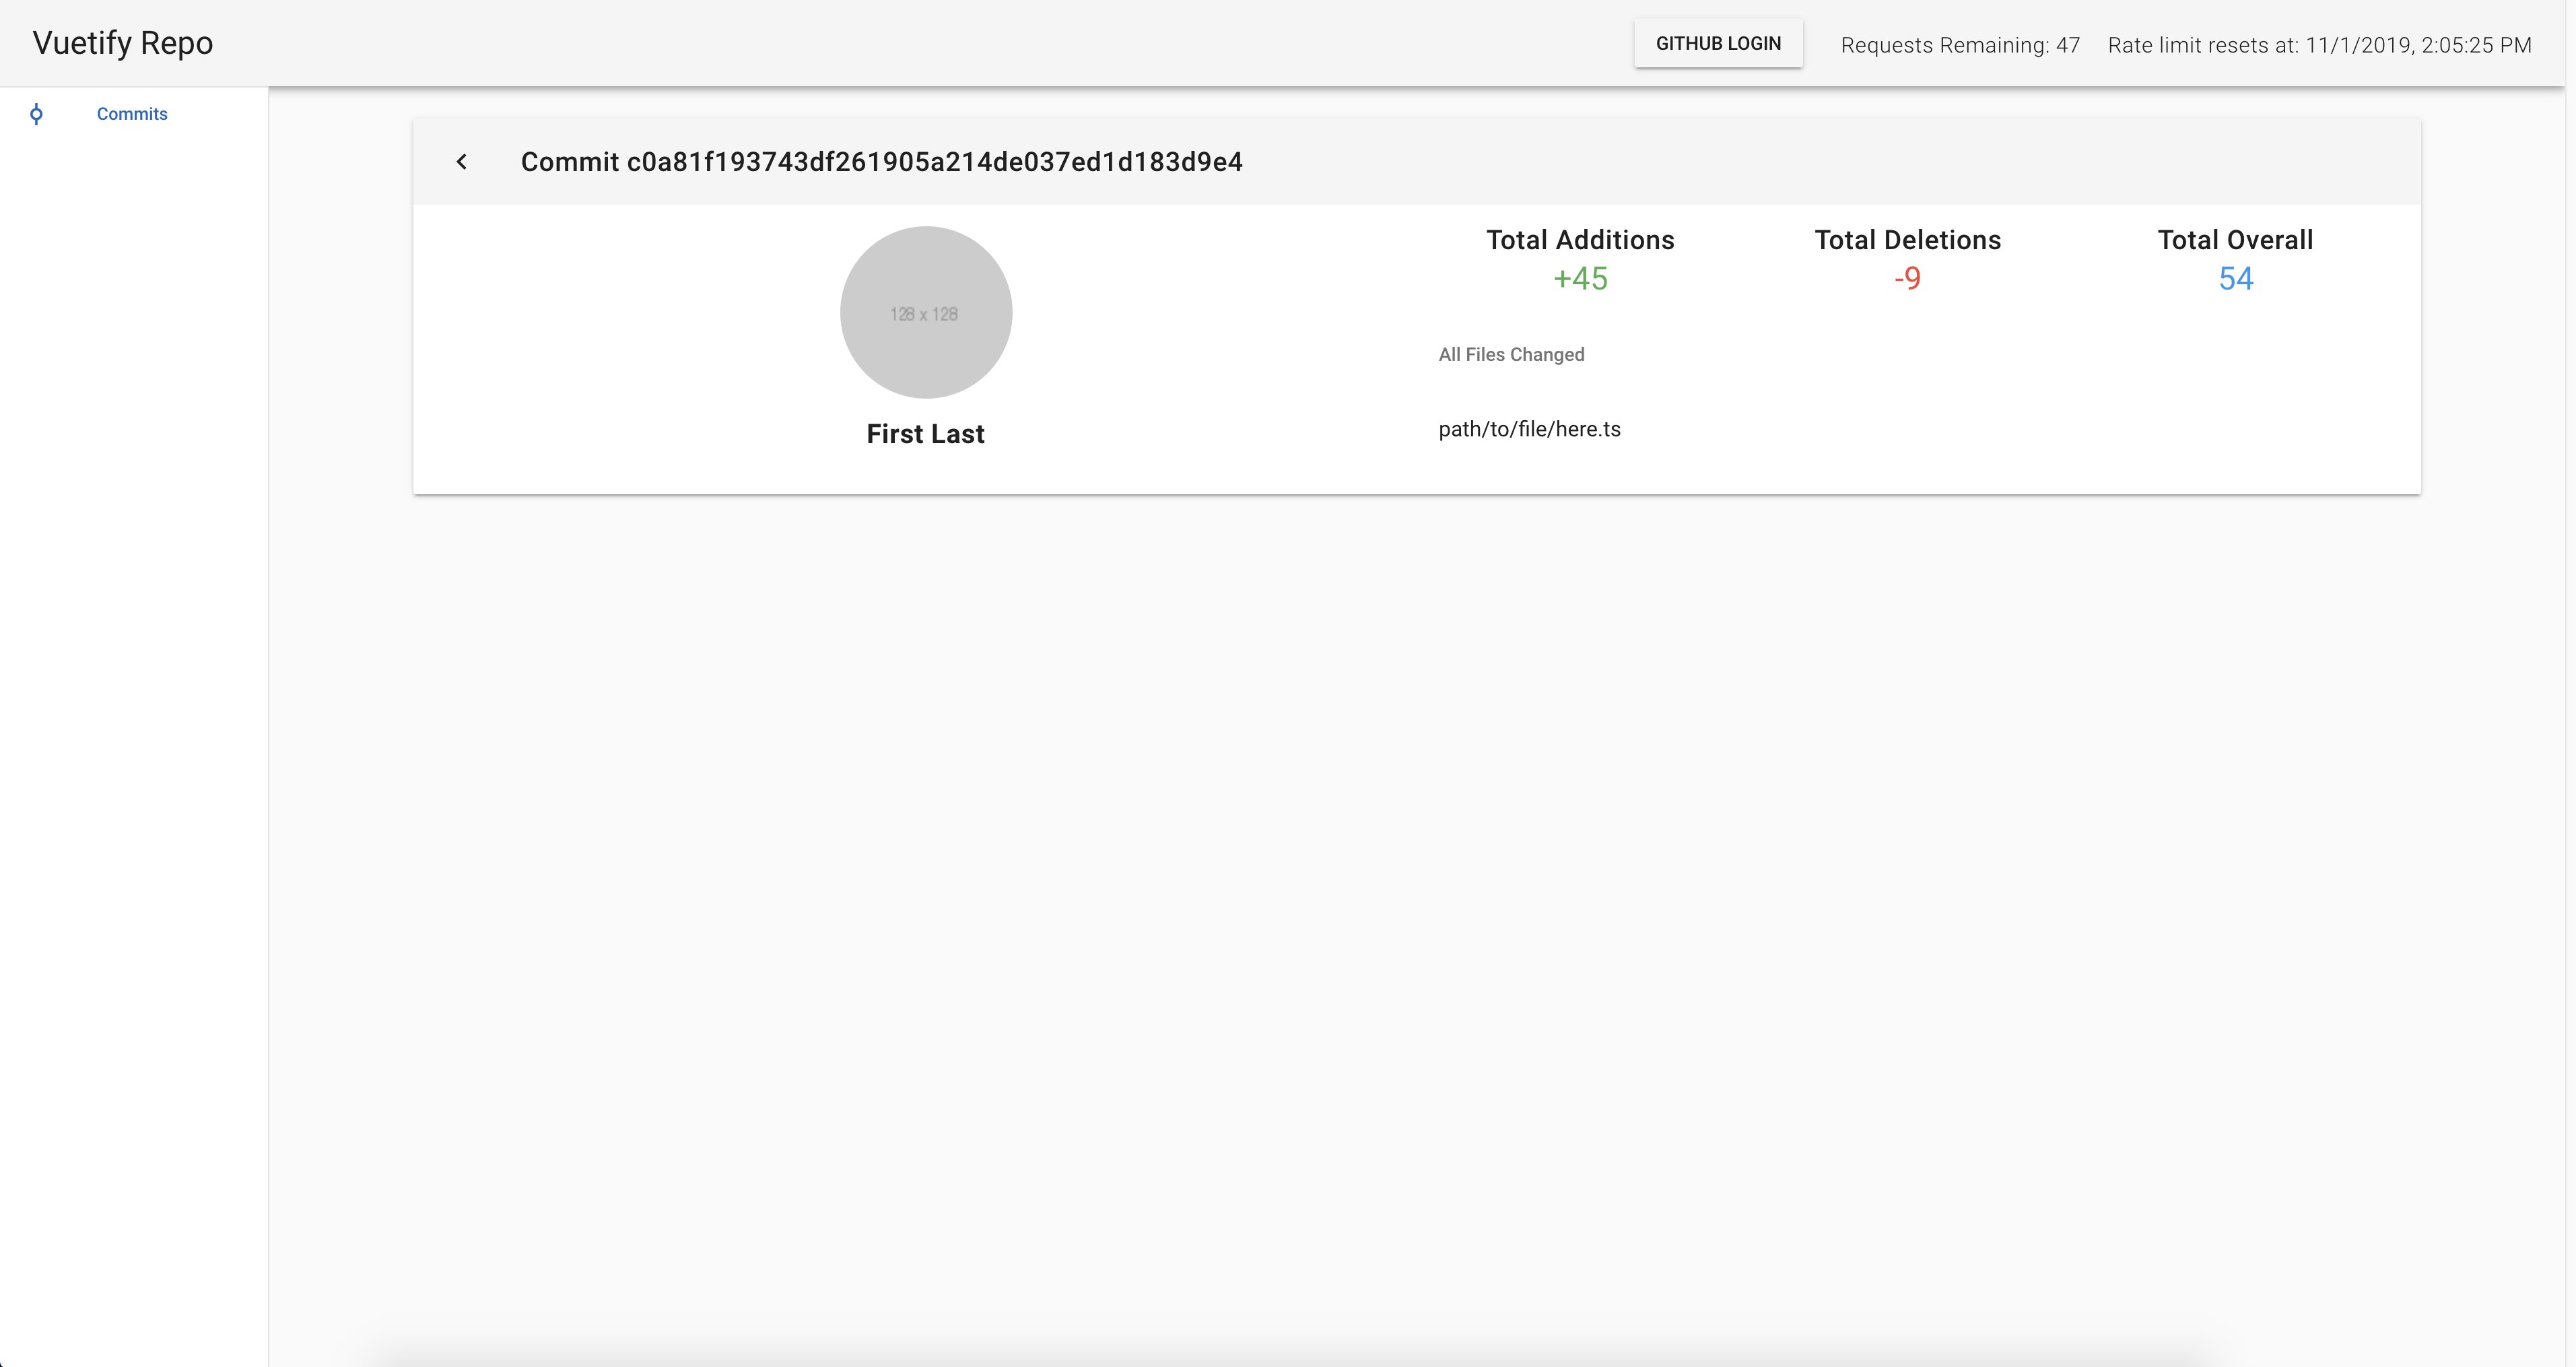 Vuetify Repo
GITHUB LOGIN
Requests Remaining: 47
Rate limit resets at: 11/1/2019, 2:05:25 PM
Commits
Commit c0a81f193743df261905a214de037ed1d183d9e4
128 x 128
First Last
Total Additions
+45
Total Deletions
-9
Total Overall
54
All Files Changed
path/to/file/here.ts